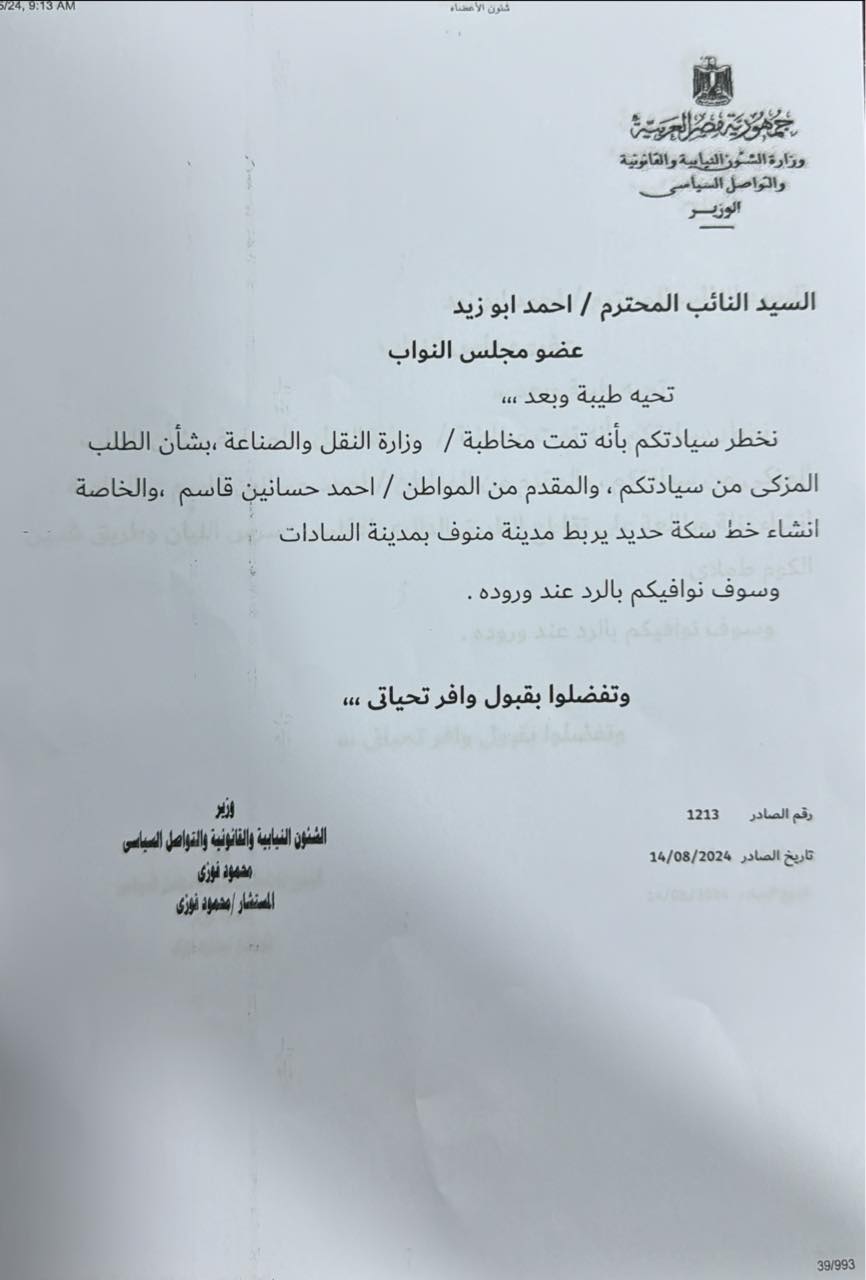 5/24, 9:13 AM
شئون الأعضاء
جمهورية مصر العربية
وزارة الشئون النيابية والقانونية
والتواصل السياسى
الوزير
السيد النائب المحترم / احمد ابو زيد
عضو مجلس النواب
تحيه طيبة وبعد ,,,
نخطر سيادتكم بأنه تمت مخاطبة / وزارة النقل والصناعة ،بشأن الطلب
المزكى من سيادتكم ، والمقدم من المواطن / احمد حسانين قاسم ،والخاصة
انشاء خط سكة حديد يربط مدينة منوف بمدينة السادات
وسوف نوافيكم بالرد عند وروده .
وتفضلوا بقبول وافر تحياتى ,,,
رقم الصادر 1213
تاريخ الصادر 14/08/2024
وزير
الشئون النيابية والقانونية والتواصل السياسى
محمود فوزى
المستشار /محمود فوزى
39/993